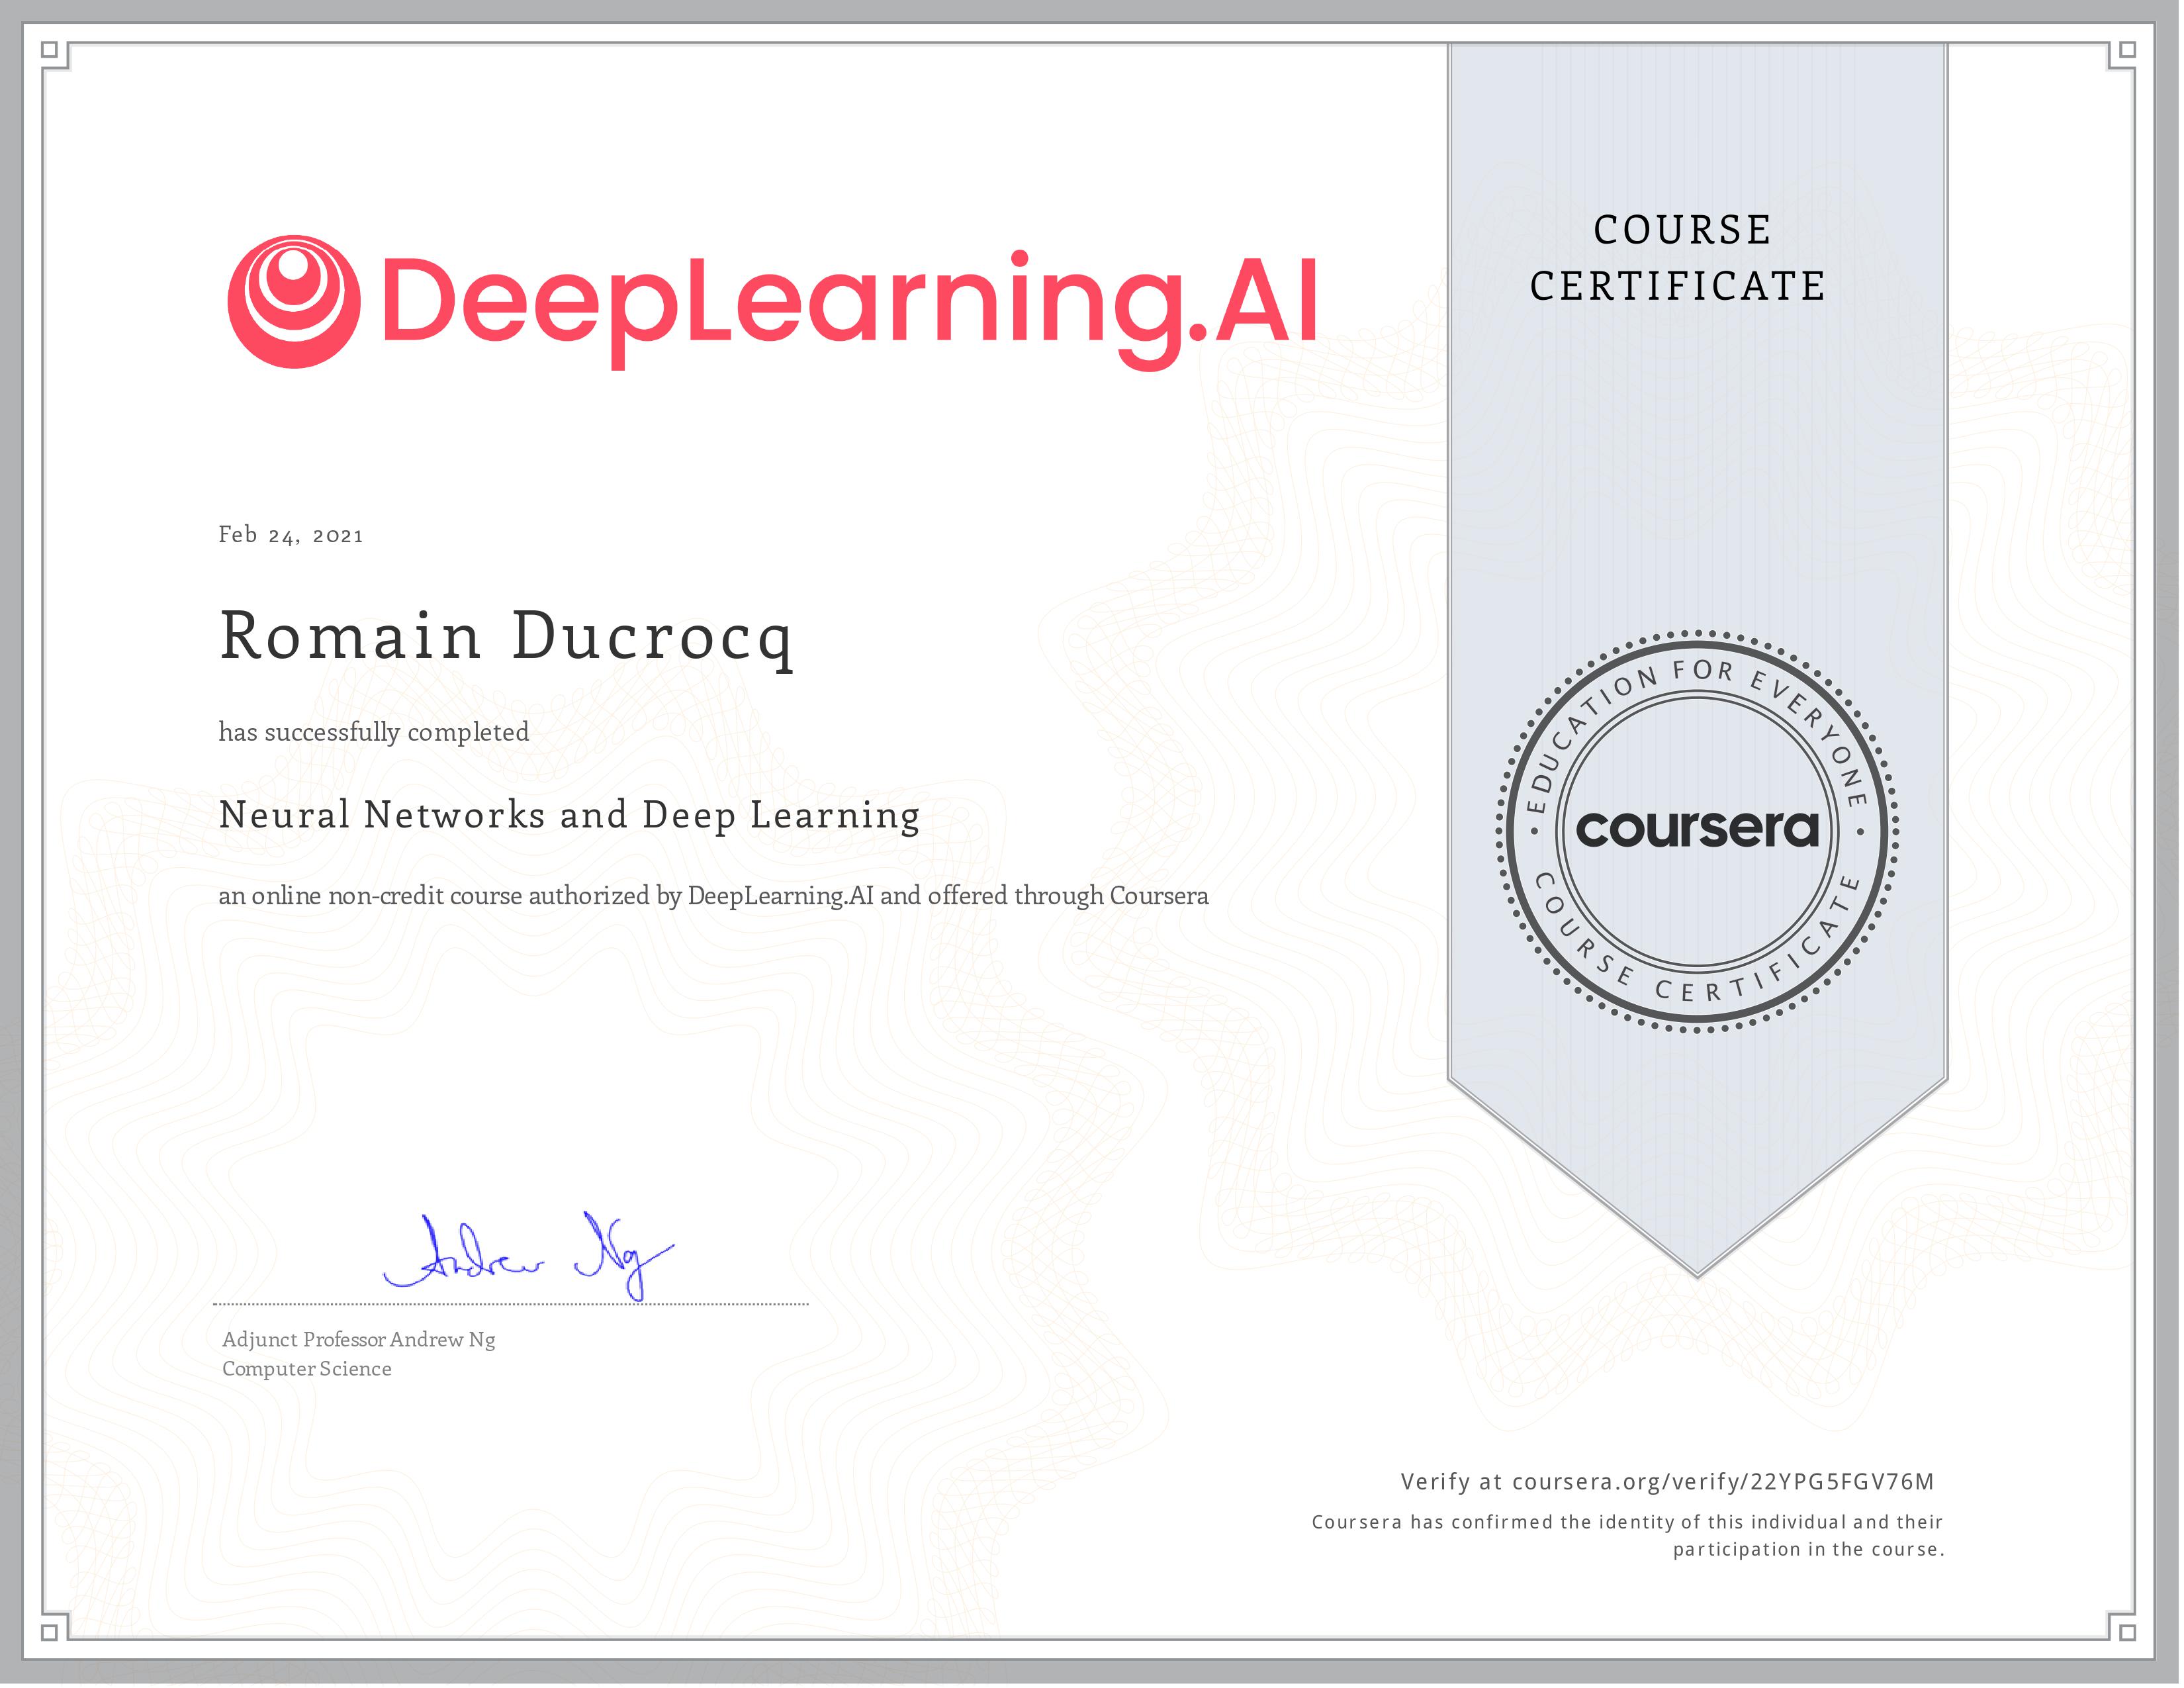 DeepLearning.AI
COURSE
CERTIFICATE
Feb 24, 2021
Romain Ducrocq
has successfully completed
Neural Networks and Deep Learning
an online non-credit course authorized by DeepLearning.AI and offered through Coursera
EDUCATION FOR EVERYONE
coursera
COURSE CERTIFICATE
Andrew Ng
Adjunct Professor Andrew Ng
Computer Science
Verify at coursera.org/verify/22YPG5FGV76M
Coursera has confirmed the identity of this individual and their
participation in the course.